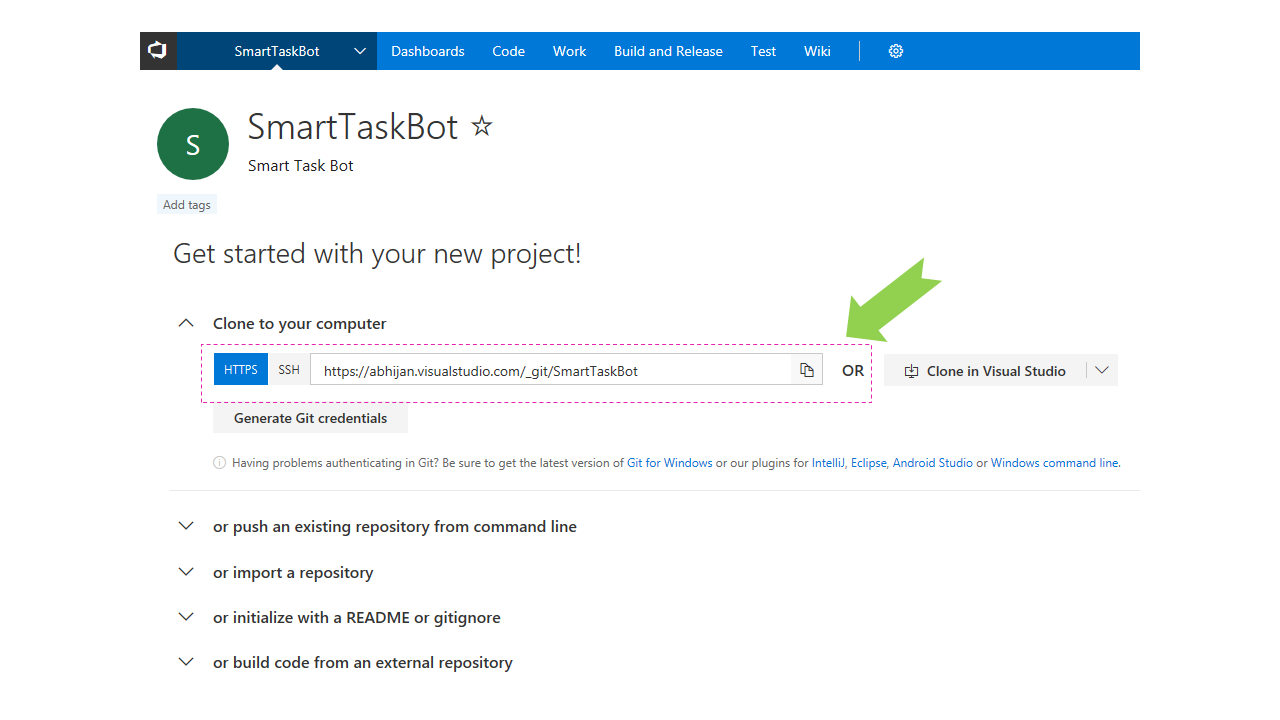 SmartTaskBot Dashboards Code Work Build and Release Test Wiki
S
SmartTaskBot
Smart Task Bot
Add tags
Get started with your new project!
Clone to your computer
HTTPS SSH https://abhijan.visualstudio.com/_git/SmartTaskBot OR Clone in Visual Studio
Generate Git credentials
Having problems authenticating in Git? Be sure to get the latest version of Git for Windows or our plugins for IntelliJ, Eclipse, Android Studio or Windows command line.
or push an existing repository from command line
or import a repository
or initialize with a README or gitignore
or build code from an external repository